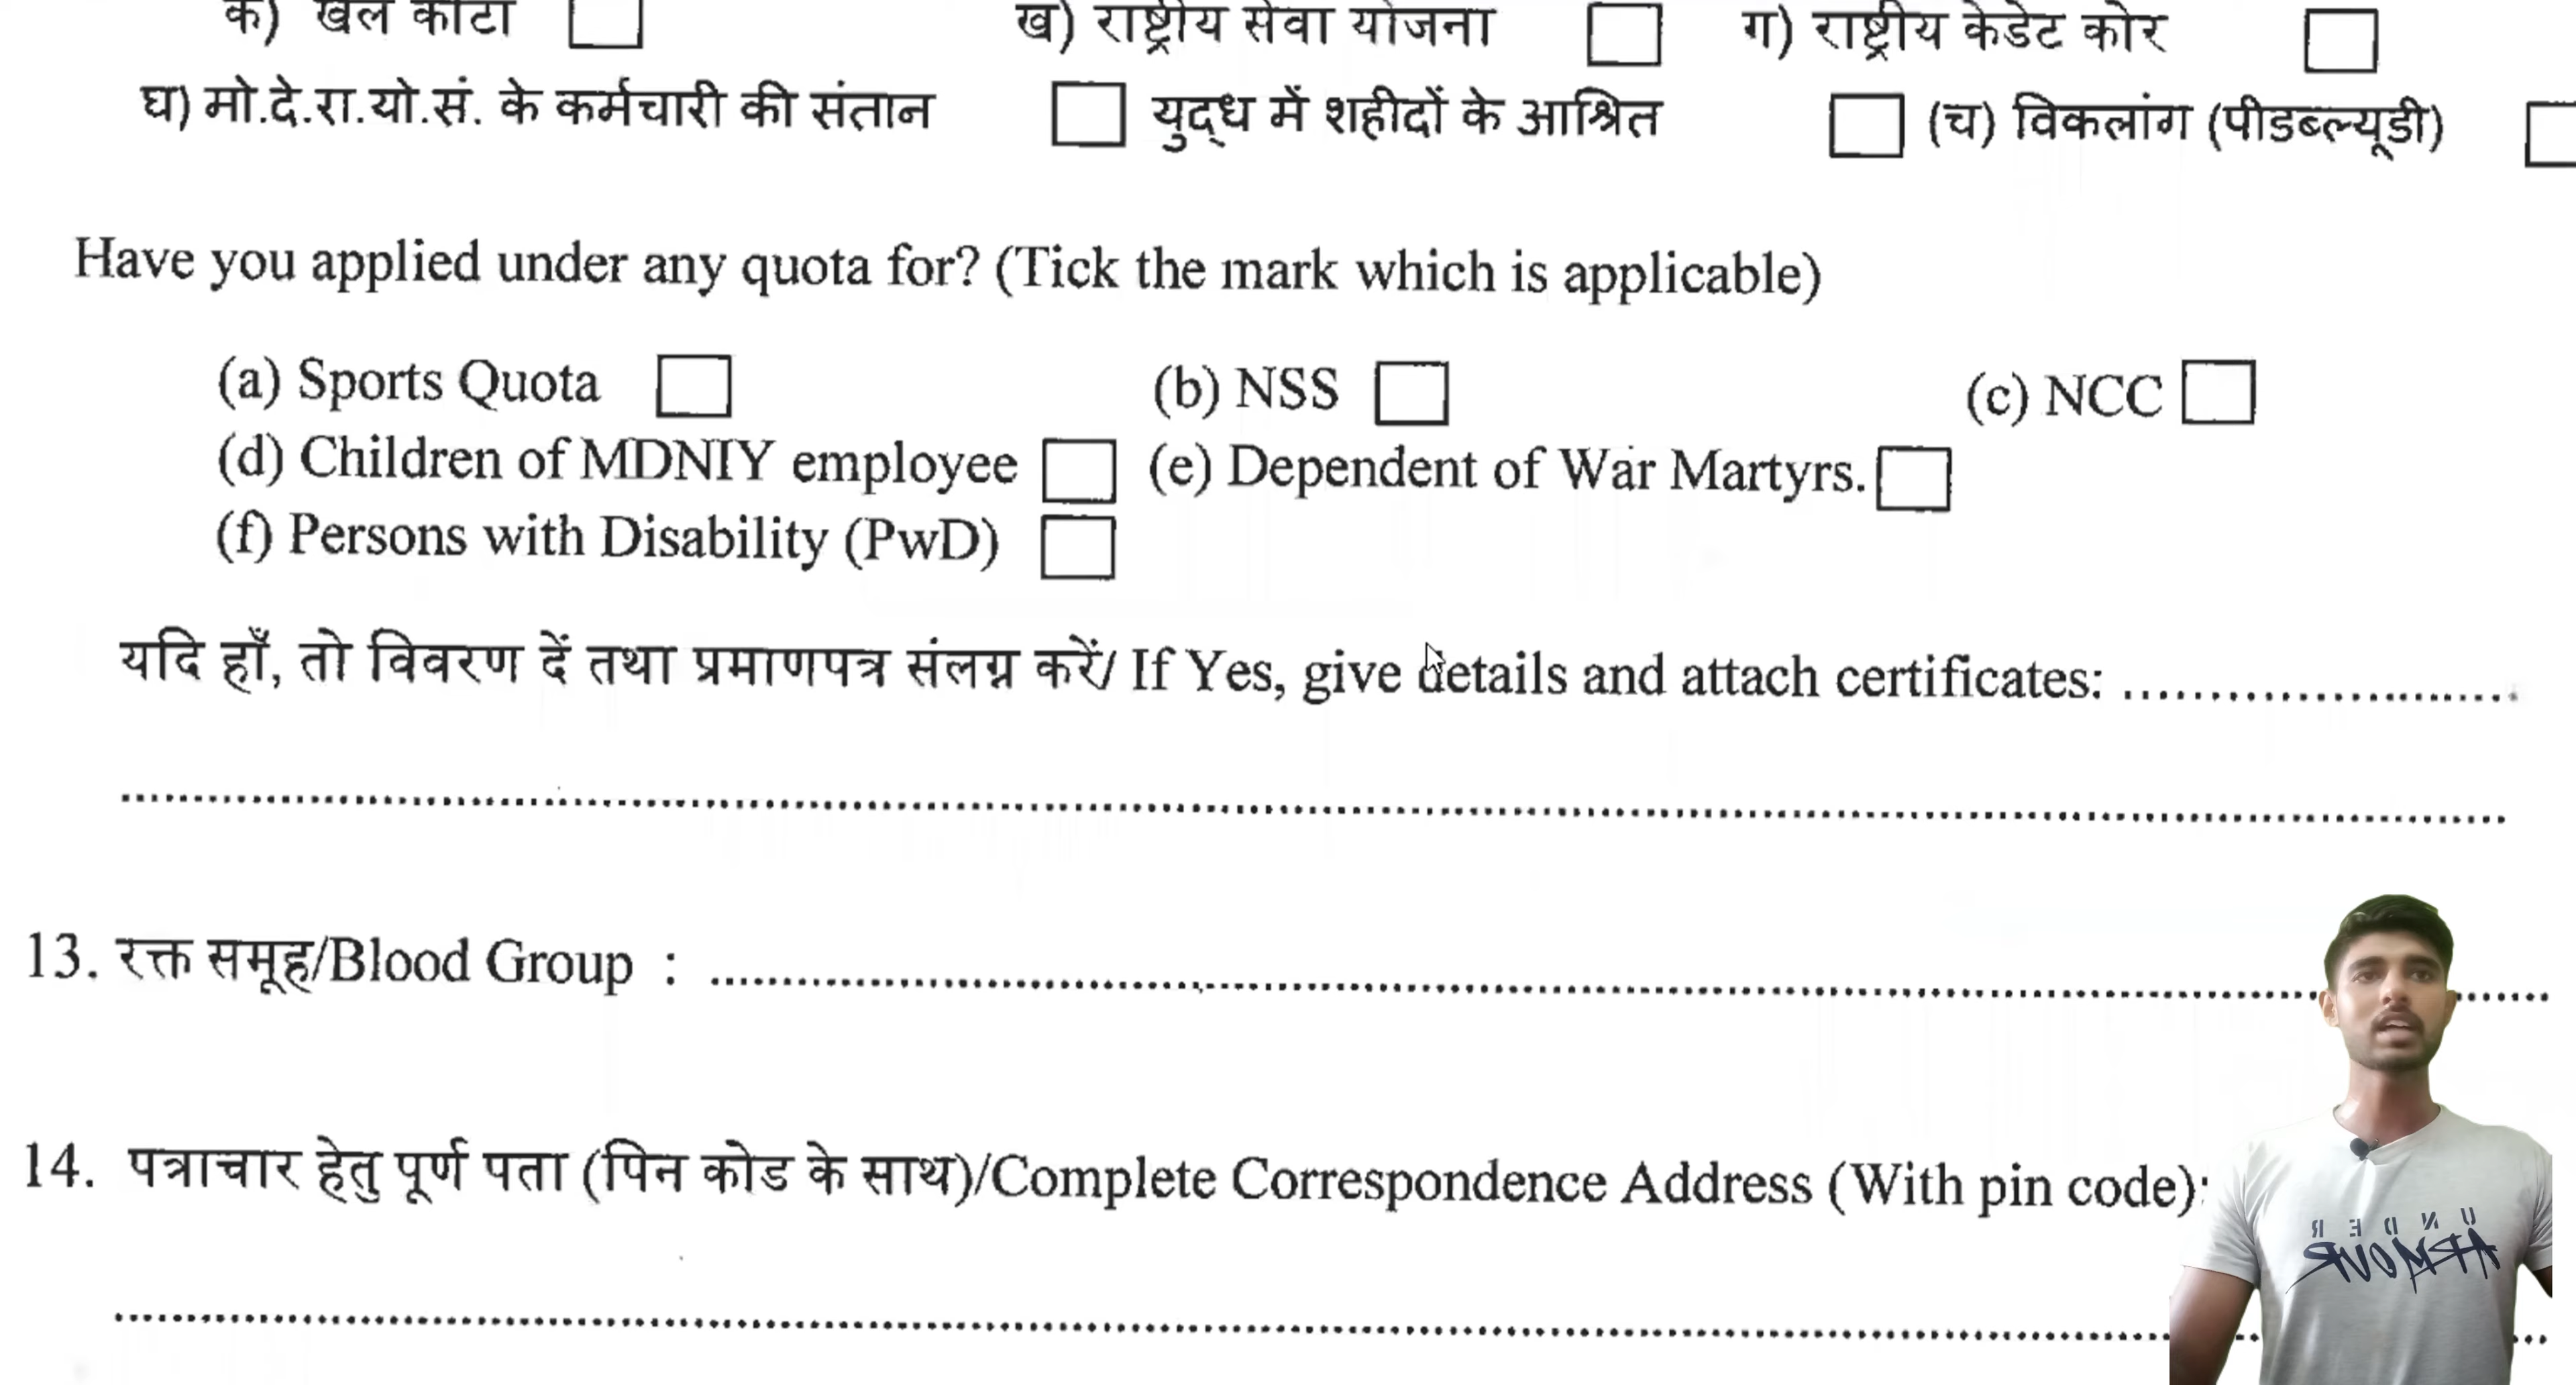 क) खेल कोटा ख) राष्ट्रीय सेवा योजना ग) राष्ट्रीय केडेट कोर
घ) मो.दे.रा.यो.सं. के कर्मचारी की संतान युद्ध में शहीदों के आश्रित (च) विकलांग (पीडब्ल्यूडी)
Have you applied under any quota for? (Tick the mark which is applicable)
(a) Sports Quota (b) NSS (c) NCC
(d) Children of MDNIY employee (e) Dependent of War Martyrs.
(f) Persons with Disability (PwD)
यदि हाँ, तो विवरण दें तथा प्रमाणपत्र संलग्न करें/ If Yes, give details and attach certificates: ........................
................................................................
13. रक्त समूह/Blood Group : ................................................................
14. पत्राचार हेतु पूर्ण पता (पिन कोड के साथ)/Complete Correspondence Address (With pin code):
................................................................
UNDER
ARMOUR